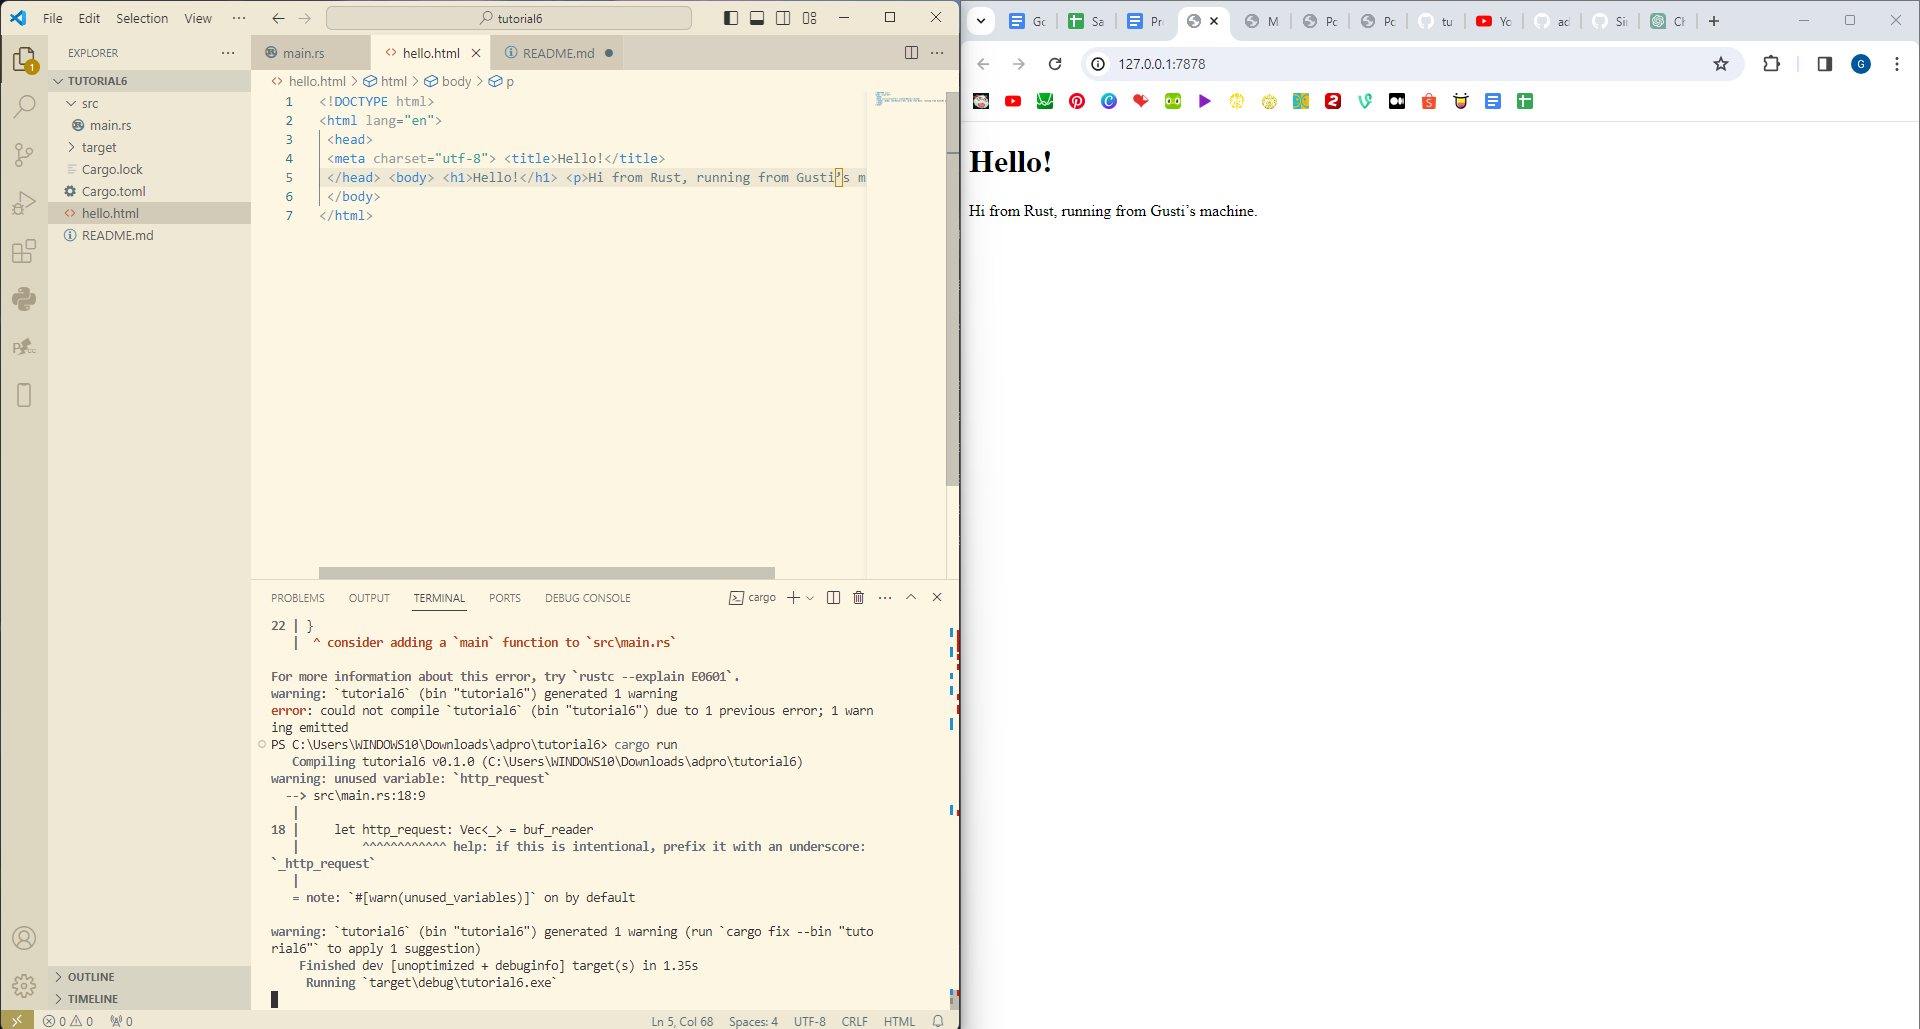 File Edit Selection View ··· tutorial6
EXPLORER ···
TUTORIAL6
src
main.rs
target
Cargo.lock
Cargo.toml
hello.html
README.md
OUTLINE
TIMELINE
main.rs hello.html README.md
hello.html > html > body > p
1 <!DOCTYPE html>
2 <html lang="en">
3 <head>
4 <meta charset="utf-8"> <title>Hello!</title>
5 </head> <body> <h1>Hello!</h1> <p>Hi from Rust, running from Gusti’s m
6 </body>
7 </html>
PROBLEMS OUTPUT TERMINAL PORTS DEBUG CONSOLE cargo
22 | }
| ^ consider adding a `main` function to `src\main.rs`
For more information about this error, try `rustc --explain E0601`.
warning: `tutorial6` (bin "tutorial6") generated 1 warning
error: could not compile `tutorial6` (bin "tutorial6") due to 1 previous error; 1 warn
ing emitted
PS C:\Users\WINDOWS10\Downloads\adpro\tutorial6> cargo run
Compiling tutorial6 v0.1.0 (C:\Users\WINDOWS10\Downloads\adpro\tutorial6)
warning: unused variable: `http_request`
--> src\main.rs:18:9
|
18 | let http_request: Vec<_> = buf_reader
| ^^^^^^^^^^^^ help: if this is intentional, prefix it with an underscore:
`_http_request`
|
= note: `#[warn(unused_variables)]` on by default
warning: `tutorial6` (bin "tutorial6") generated 1 warning (run `cargo fix --bin "tuto
rial6"` to apply 1 suggestion)
Finished dev [unoptimized + debuginfo] target(s) in 1.35s
Running `target\debug\tutorial6.exe`
0 0 0 Ln 5, Col 68 Spaces: 4 UTF-8 CRLF HTML
Go Sa Pr M Pc Pc tu Yo ad Sin Ch
127.0.0.1:7878 G
Hello!
Hi from Rust, running from Gusti’s machine.